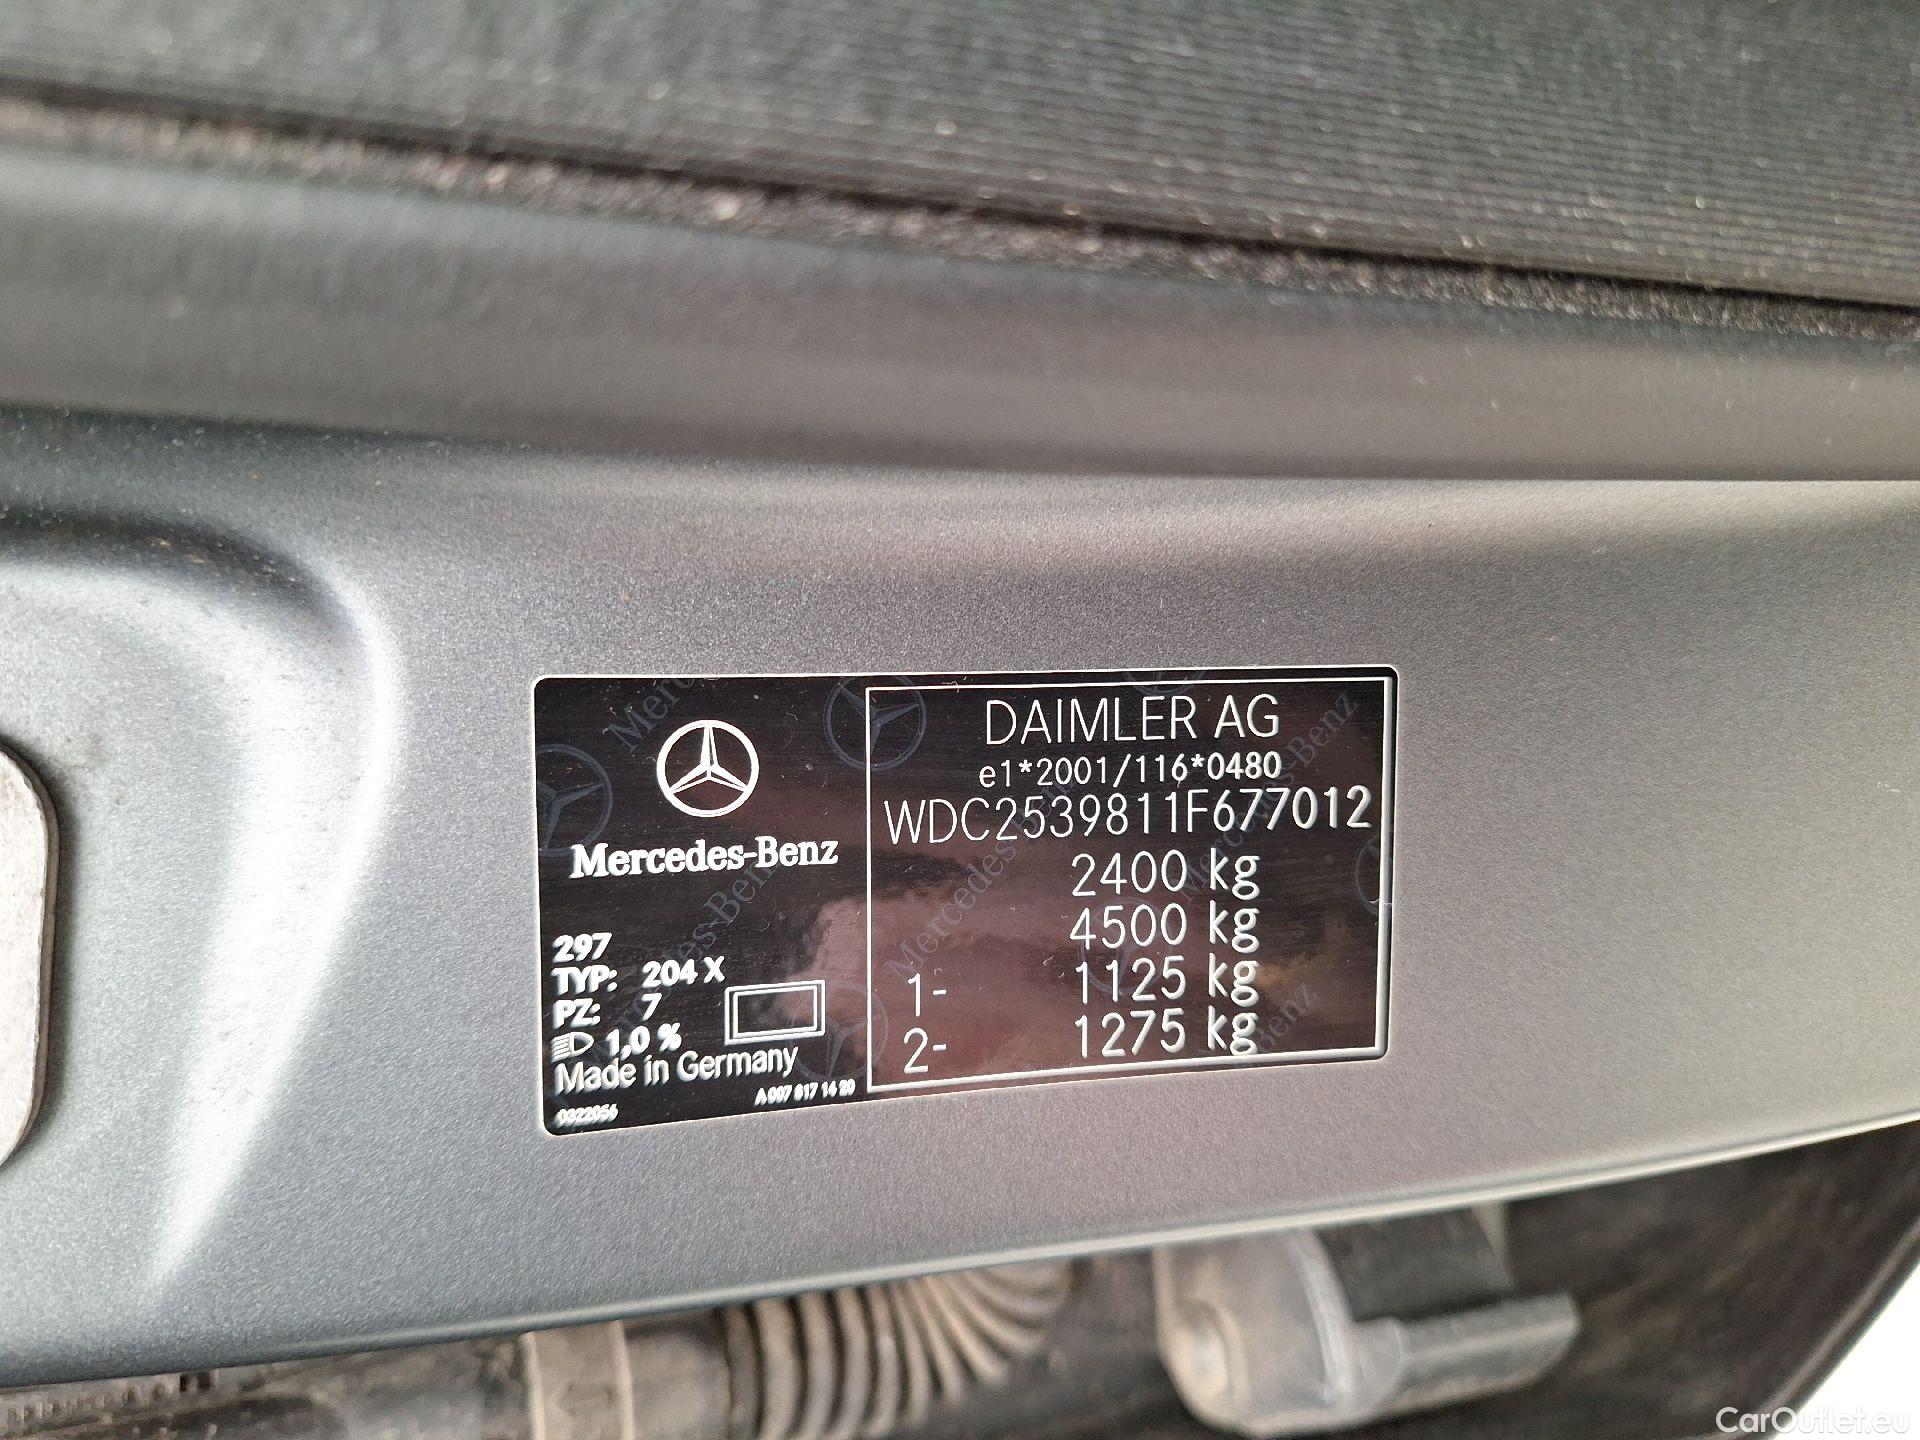 Mercedes-Benz
297
TYP: 204 X
PZ: 7
1,0 %
Made in Germany
0322056
A 007 817 14 20
DAIMLER AG
e1*2001/116*0480
WDC2539811F677012
2400 kg
4500 kg
1- 1125 kg
2- 1275 kg
CarOutlet.eu